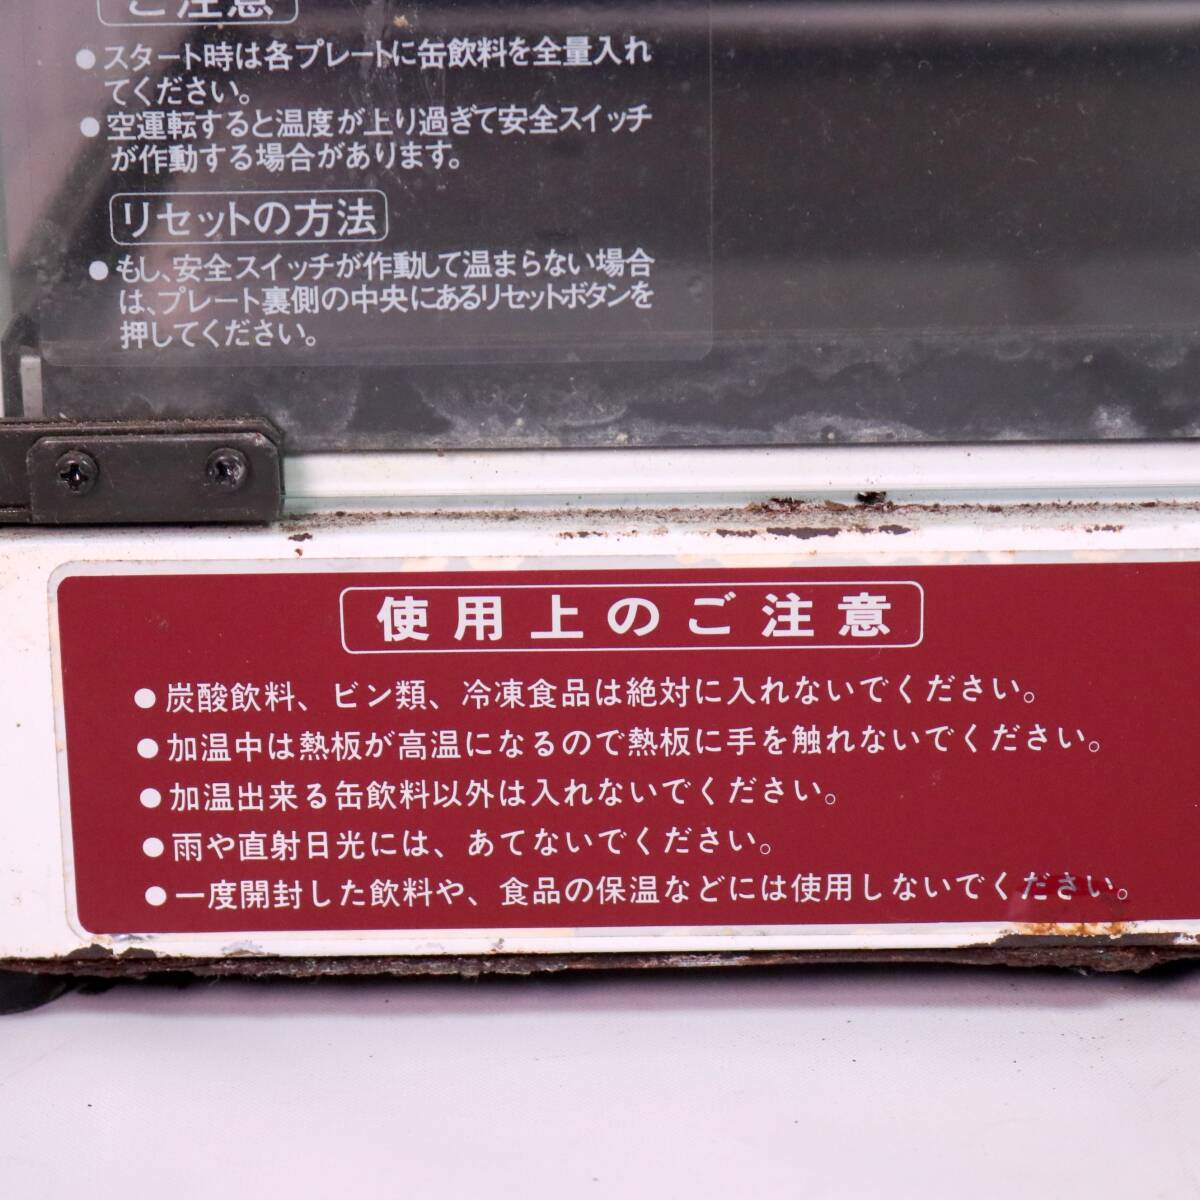 ご注意
●スタート時は各プレートに缶飲料を全量入れ
てください。
●空運転すると温度が上り過ぎて安全スイッチ
が作動する場合があります。
リセットの方法
●もし、安全スイッチが作動して温まらない場合
は、プレート裏側の中央にあるリセットボタンを
押してください。
使用上のご注意
●炭酸飲料、ビン類、冷凍食品は絶対に入れないでください。
●加温中は熱板が高温になるので熱板に手を触れないでください。
●加温出来る缶飲料以外は入れないでください。
●雨や直射日光には、あてないでください。
●一度開封した飲料や、食品の保温などには使用しないでください。